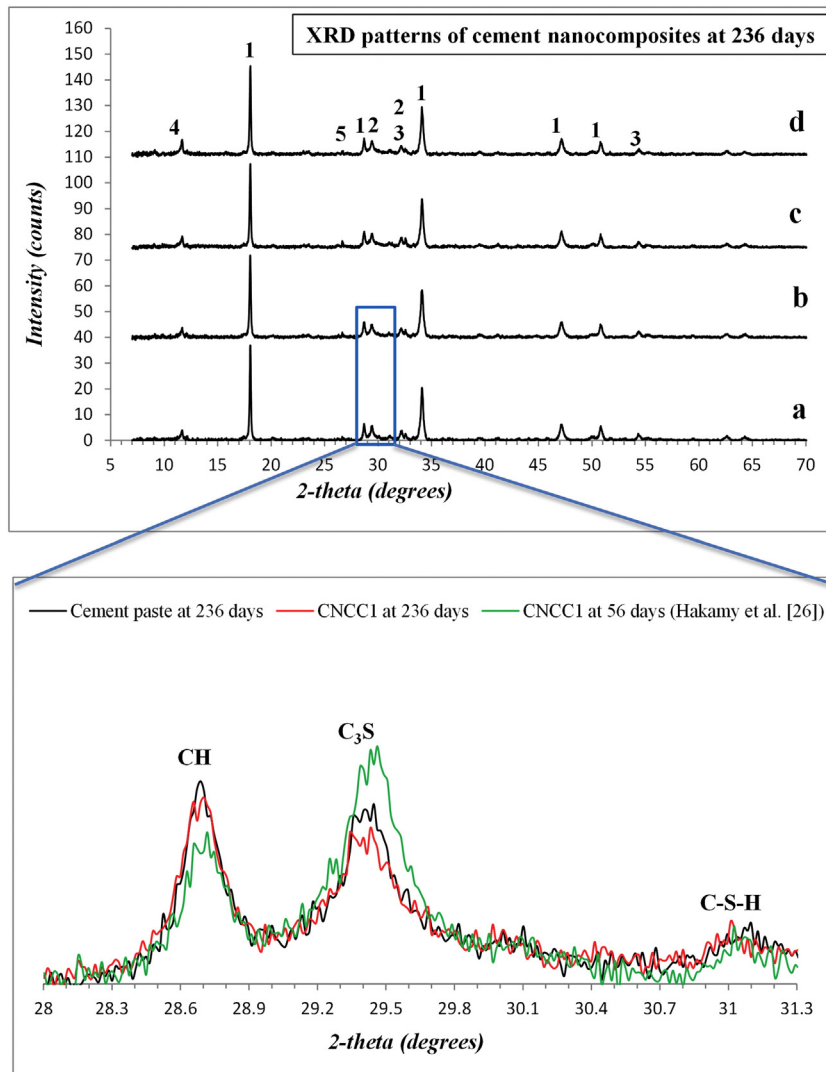 XRD patterns of cement nanocomposites at 236 days
160
150
140
130
120
110
100
90
80
70
60
50
40
30
20
10
0
Intensity (counts)
1
4
5
1 2
2
3
1
1
1
3
d
c
b
a
5 10 15 20 25 30 35 40 45 50 55 60 65 70
2-theta (degrees)
Cement paste at 236 days CNCC1 at 236 days CNCC1 at 56 days (Hakamy et al. [26])
C₃S
CH
C-S-H
28 28.3 28.6 28.9 29.2 29.5 29.8 30.1 30.4 30.7 31 31.3
2-theta (degrees)